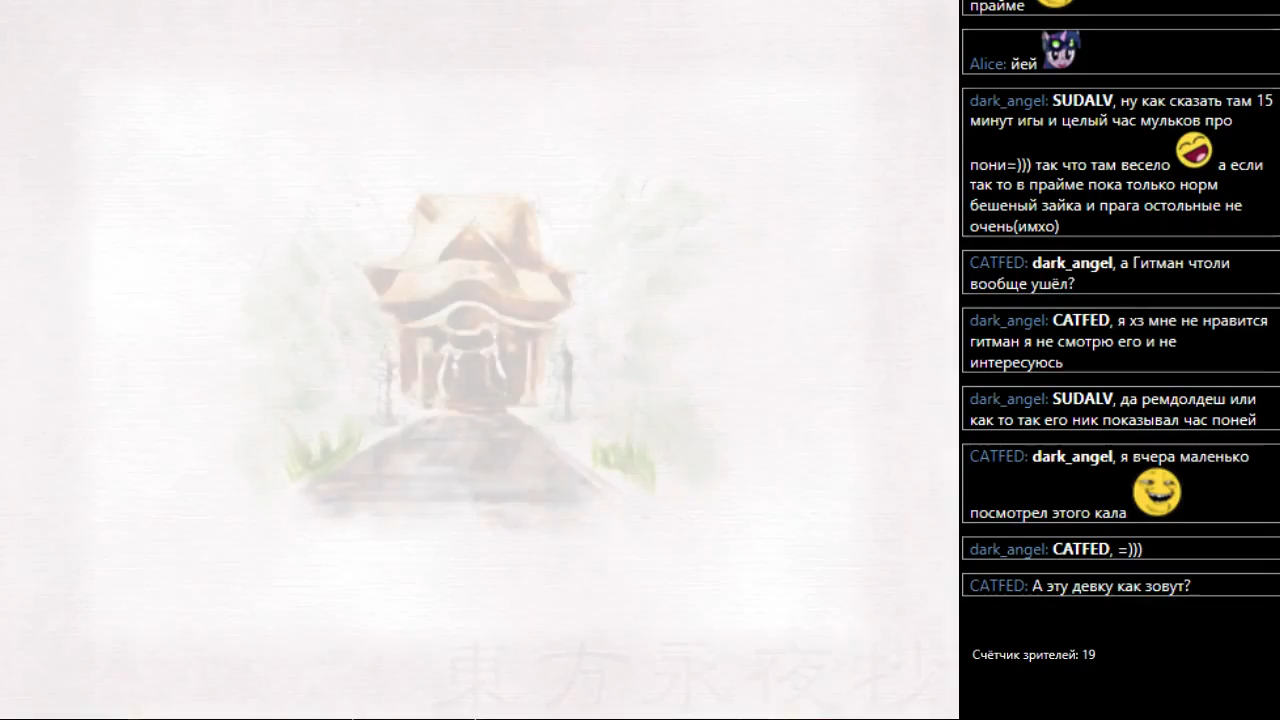 прайме
Alice: йей
dark_angel: SUDALV, ну как сказать там 15
минут игы и целый час мульков про
пони=))) так что там весело а если
так то в прайме пока только норм
бешеный зайка и прага остольные не
очень(имхо)
CATFED: dark_angel, а Гитман чтоли
вообще ушёл?
dark_angel: CATFED, я хз мне не нравится
гитман я не смотрю его и не
интересуюсь
dark_angel: SUDALV, да ремдолдеш или
как то так его ник показывал час поней
CATFED: dark_angel, я вчера маленько
посмотрел этого кала
dark_angel: CATFED, =)))
CATFED: А эту девку как зовут?
Счётчик зрителей: 19
東方永夜抄